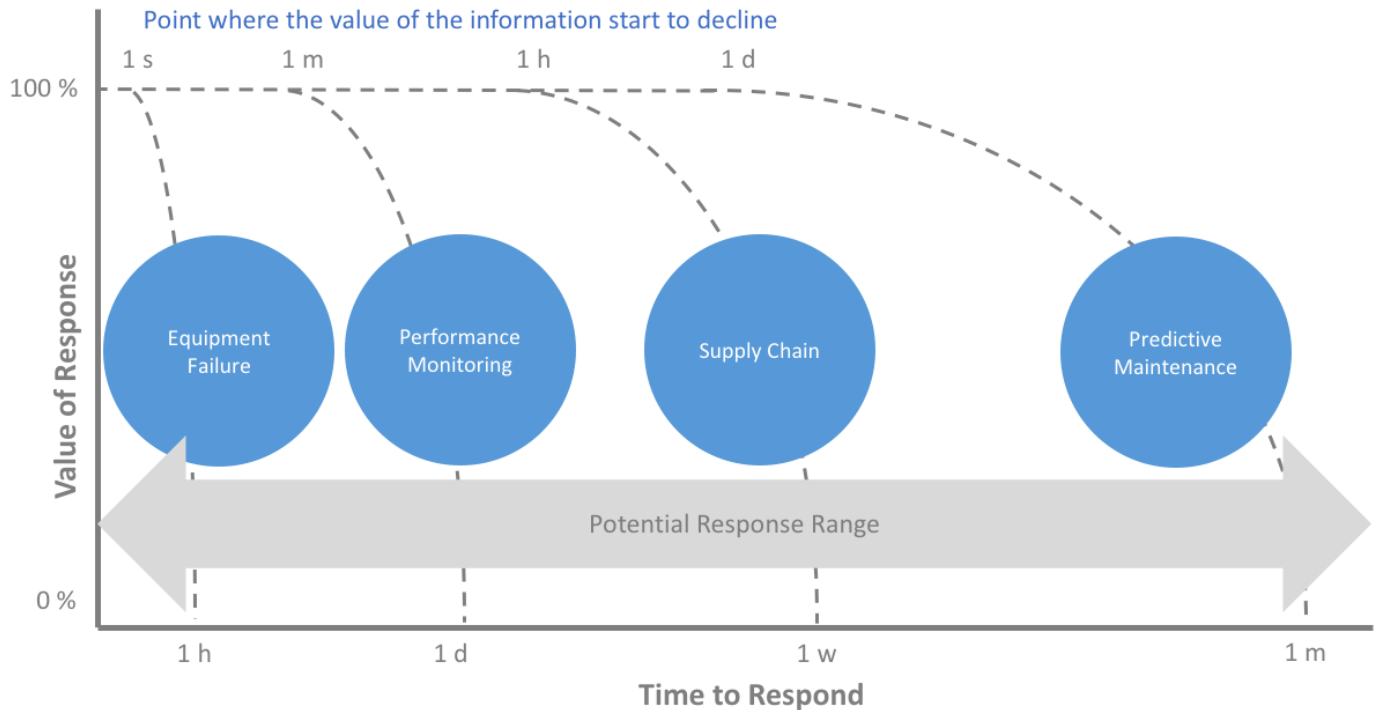 Point where the value of the information start to decline
1 s
1 m
1 h
1 d
100 %
Value of Response
Equipment
Failure
Performance
Monitoring
Supply Chain
Predictive
Maintenance
Potential Response Range
0 %
1 h
1 d
1 w
1 m
Time to Respond